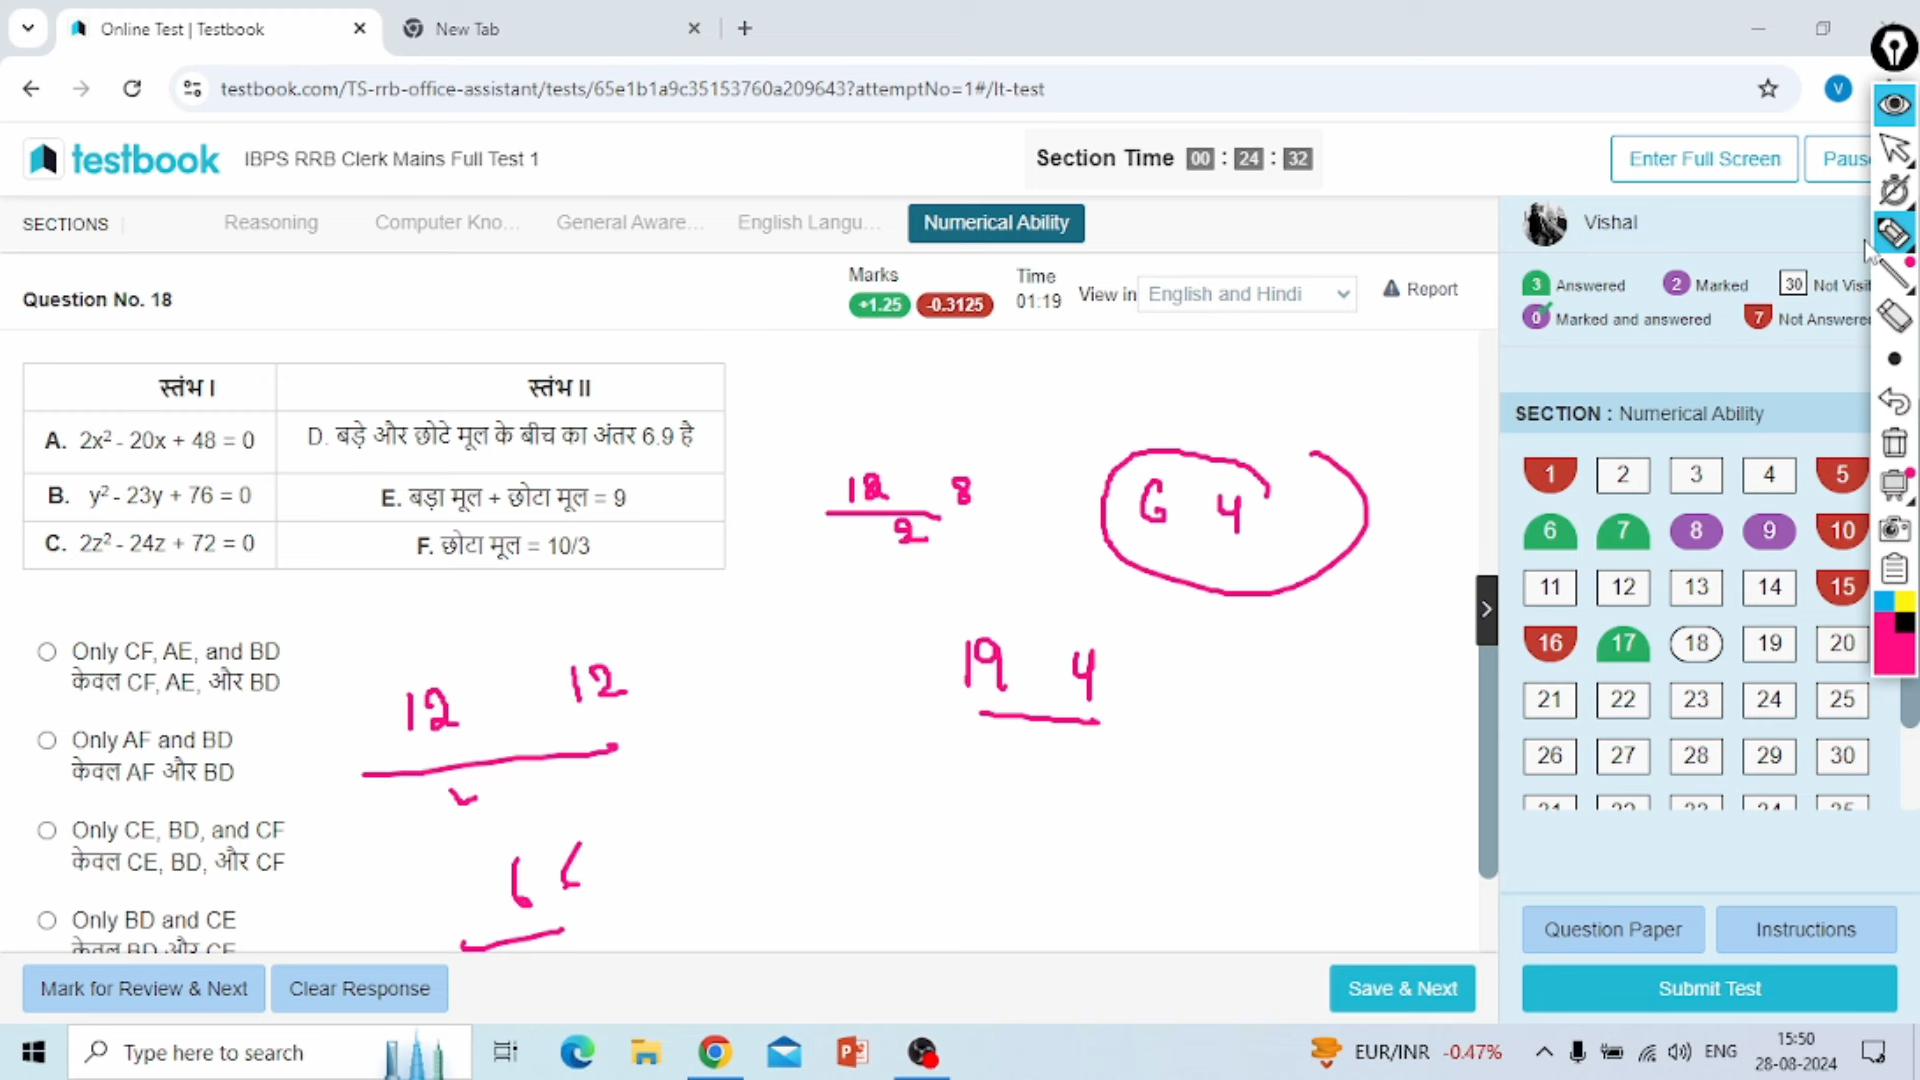 Online Test | Testbook
New Tab
testbook.com/TS-rrb-office-assistant/tests/65e1b1a9c35153760a209643?attemptNo=1#/lt-test
V
testbook
IBPS RRB Clerk Mains Full Test 1
Section Time 00 : 24 : 32
Enter Full Screen
Paus
SECTIONS
Reasoning
Computer Kno...
General Aware...
English Langu...
Numerical Ability
Vishal
Question No. 18
Marks
+1.25 -0.3125
Time
01:19
View in English and Hindi
Report
3 Answered
2 Marked
30 Not Visit
0 Marked and answered
7 Not Answere
स्तंभ I स्तंभ II
A. 2x² - 20x + 48 = 0 D. बड़े और छोटे मूल के बीच का अंतर 6.9 है
B. y² - 23y + 76 = 0 E. बड़ा मूल + छोटा मूल = 9
C. 2z² - 24z + 72 = 0 F. छोटा मूल = 10/3
8
2
6 4
19 4
12 12
6 6
Only CF, AE, and BD
केवल CF, AE, और BD
Only AF and BD
केवल AF और BD
Only CE, BD, and CF
केवल CE, BD, और CF
Only BD and CE
केवल BD और CE
SECTION : Numerical Ability
1 2 3 4 5
6 7 8 9 10
11 12 13 14 15
16 17 18 19 20
21 22 23 24 25
26 27 28 29 30
Mark for Review & Next
Clear Response
Save & Next
Question Paper
Instructions
Submit Test
Type here to search
EUR/INR -0.47%
ENG
15:50
28-08-2024